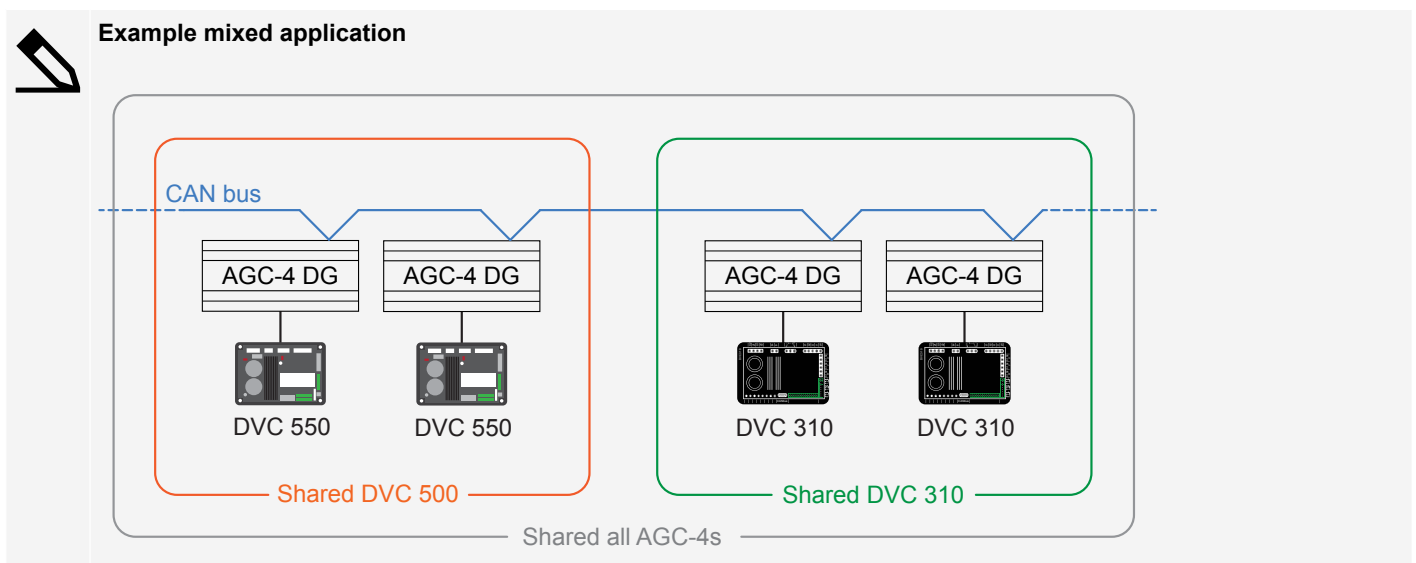 Example mixed application
CAN bus
AGC-4 DG
AGC-4 DG
AGC-4 DG
AGC-4 DG
DVC 550
DVC 550
DVC 310
DVC 310
Shared DVC 500
Shared DVC 310
Shared all AGC-4s